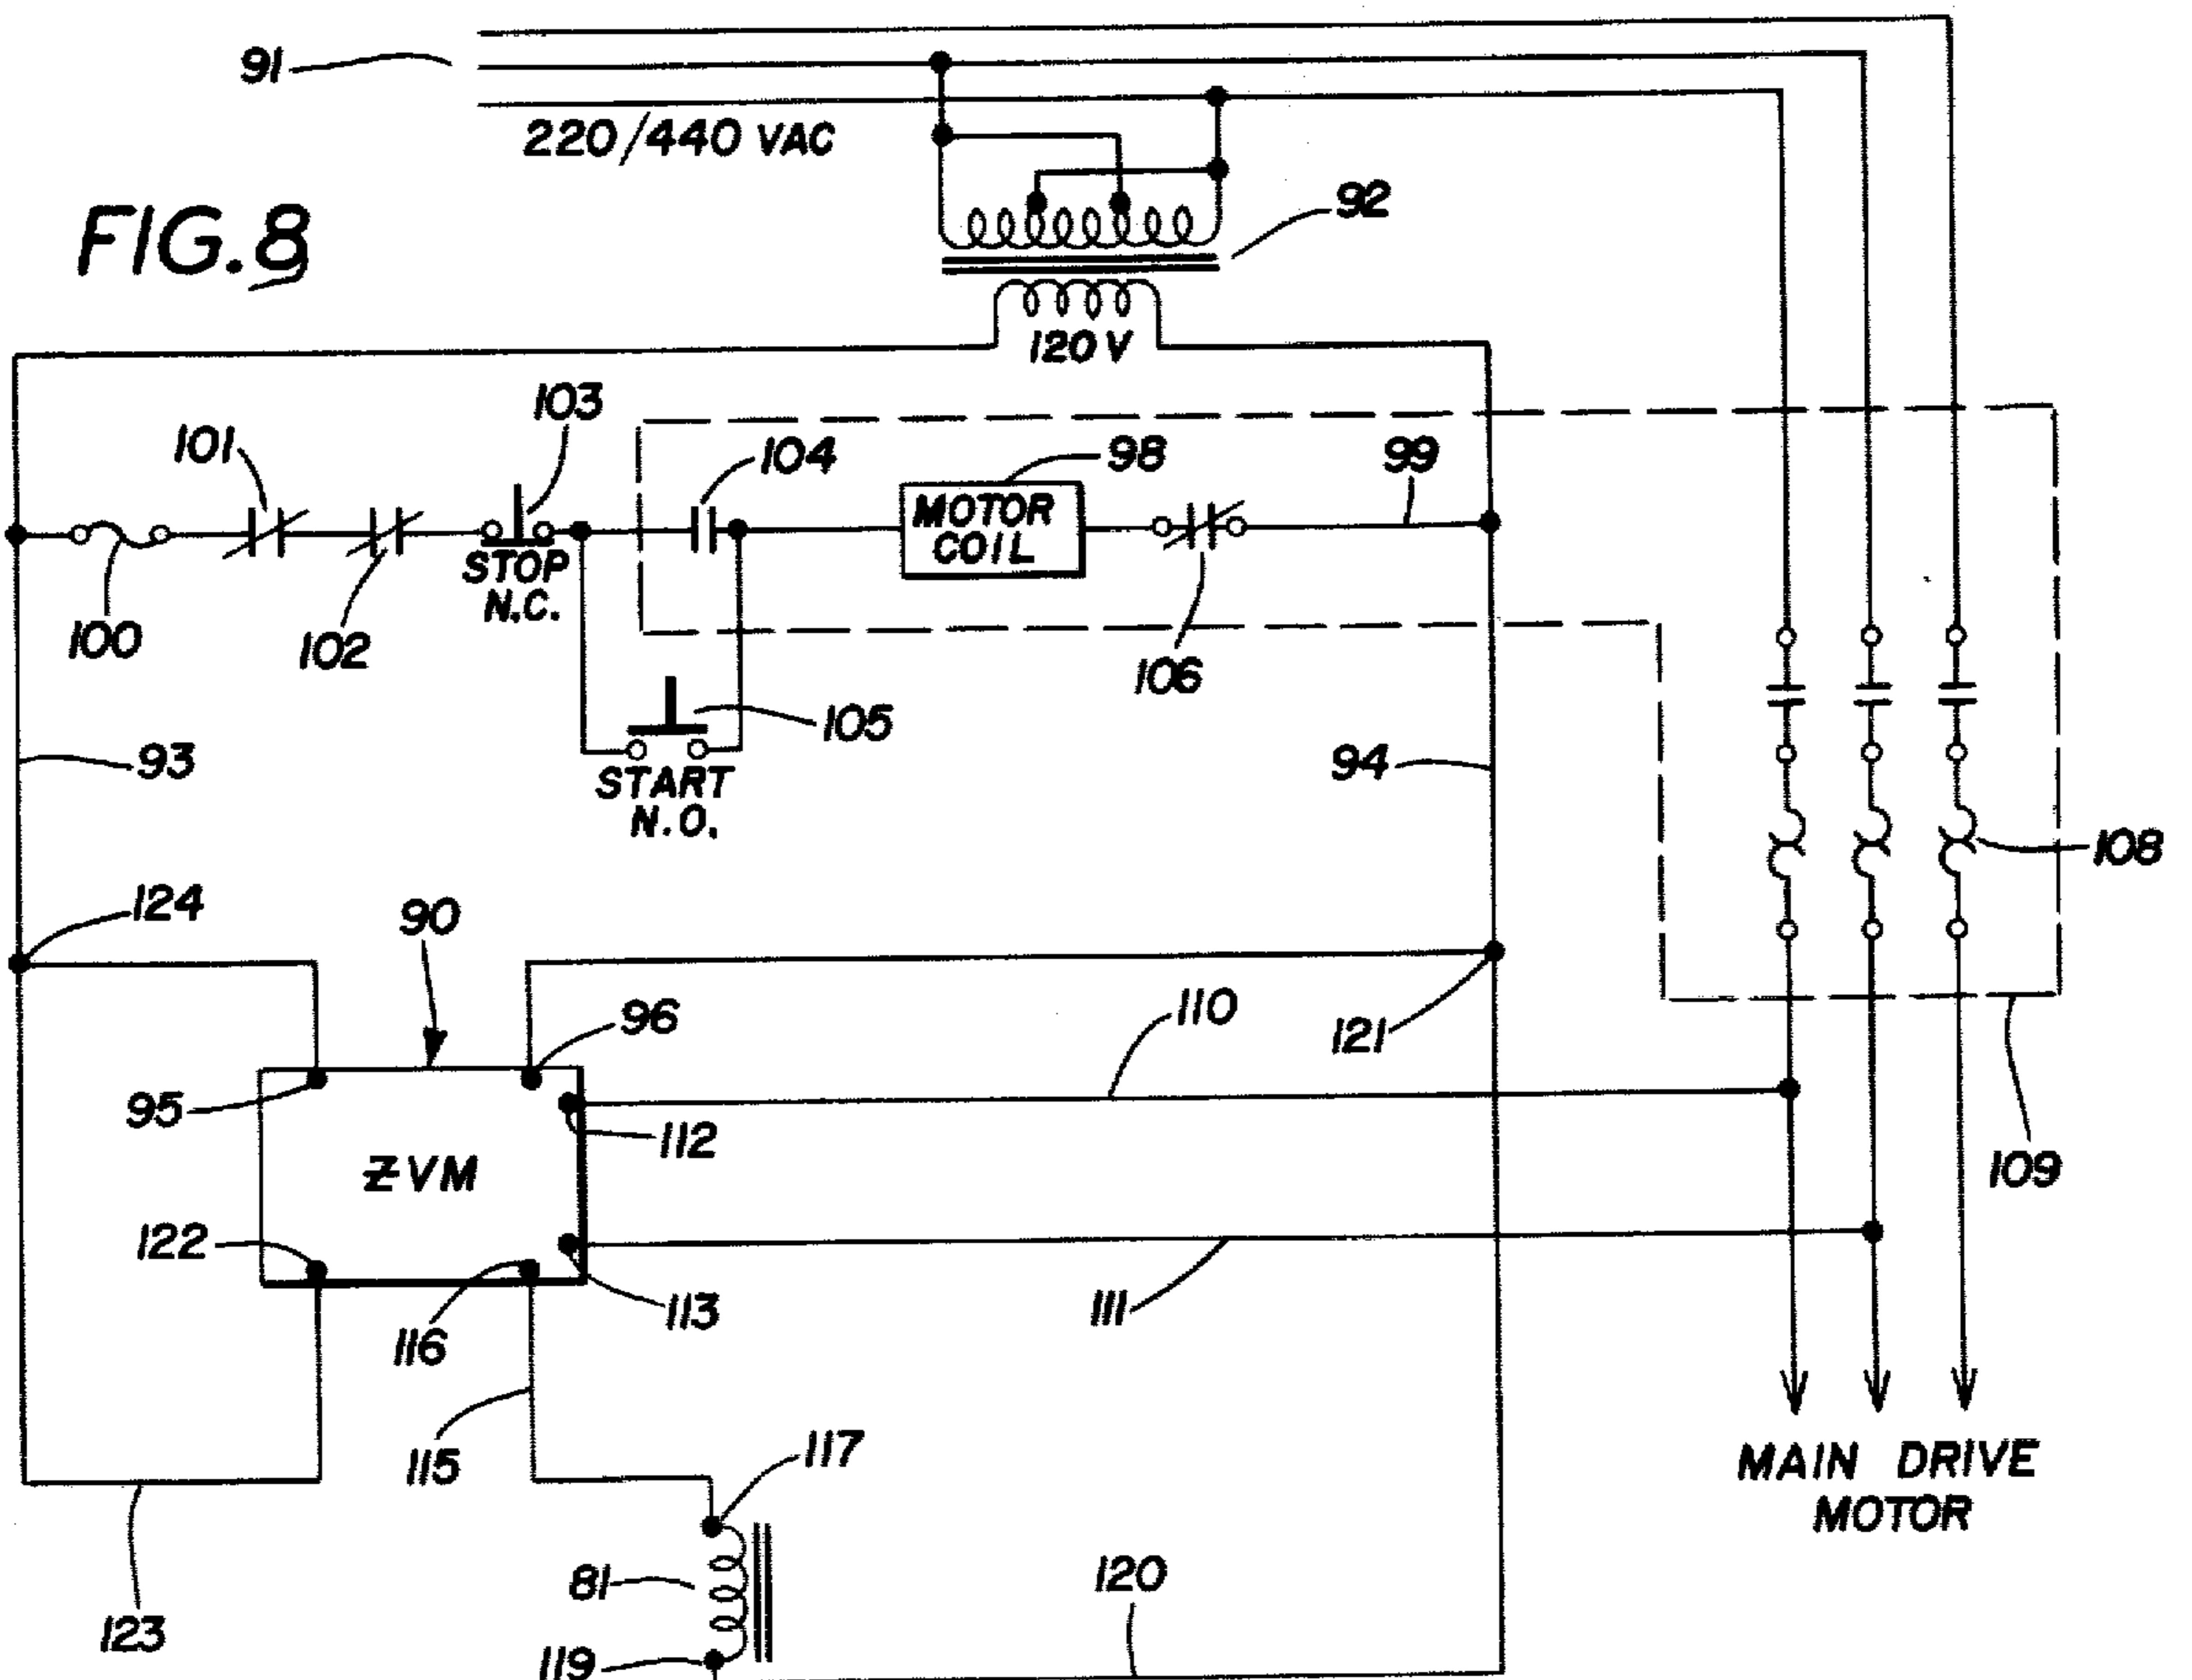 91
220/440 VAC
FIG. 8
92
120 V
103
101
104
98
99
MOTOR
COIL
STOP
N.C.
100
102
106
105
93
START
N.O.
94
108
124
90
96
110
121
95
112
ZVM
109
122
113
116
111
115
117
MAIN DRIVE
MOTOR
81
120
123
119